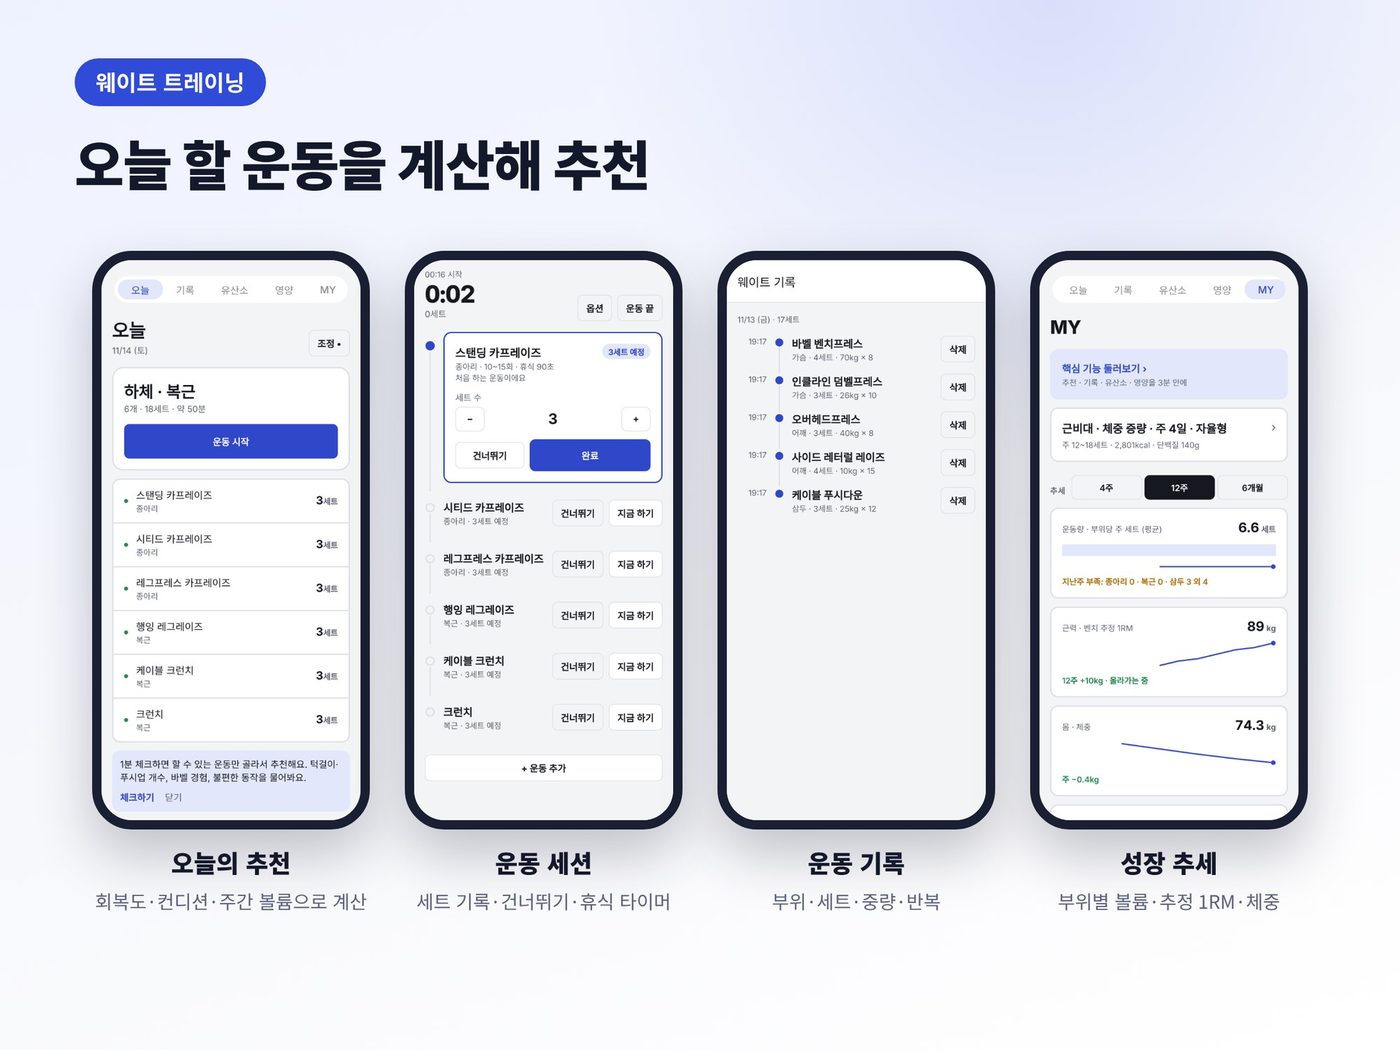 웨이트 트레이닝
오늘 할 운동을 계산해 추천
오늘 기록 유산소 영양 MY
오늘
11/14 (토)
조정 •
하체 · 복근
6개 · 18세트 · 약 50분
운동 시작
스탠딩 카프레이즈 3세트
종아리
시티드 카프레이즈 3세트
종아리
레그프레스 카프레이즈 3세트
종아리
행잉 레그레이즈 3세트
복근
케이블 크런치 3세트
복근
크런치 3세트
복근
1분 체크하면 할 수 있는 운동만 골라서 추천해요. 턱걸이·
푸시업 개수, 바벨 경험, 불편한 동작을 물어봐요.
체크하기 닫기
오늘의 추천
회복도·컨디션·주간 볼륨으로 계산
00:16 시작
0:02
0세트
옵션 운동 끝
스탠딩 카프레이즈 3세트 예정
종아리 · 10~15회 · 휴식 90초
처음 하는 운동이에요
세트 수
− 3 +
건너뛰기 완료
시티드 카프레이즈
종아리 · 3세트 예정
건너뛰기 지금 하기
레그프레스 카프레이즈
종아리 · 3세트 예정
건너뛰기 지금 하기
행잉 레그레이즈
복근 · 3세트 예정
건너뛰기 지금 하기
케이블 크런치
복근 · 3세트 예정
건너뛰기 지금 하기
크런치
복근 · 3세트 예정
건너뛰기 지금 하기
+ 운동 추가
운동 세션
세트 기록·건너뛰기·휴식 타이머
웨이트 기록
11/13 (금) · 17세트
19:17 바벨 벤치프레스 삭제
가슴 · 4세트 · 70kg × 8
19:17 인클라인 덤벨프레스 삭제
가슴 · 3세트 · 26kg × 10
19:17 오버헤드프레스 삭제
어깨 · 3세트 · 40kg × 8
19:17 사이드 레터럴 레이즈 삭제
어깨 · 4세트 · 10kg × 15
19:17 케이블 푸시다운 삭제
삼두 · 3세트 · 25kg × 12
운동 기록
부위·세트·중량·반복
오늘 기록 유산소 영양 MY
MY
핵심 기능 둘러보기 ›
추천 · 기록 · 유산소 · 영양을 3분 안에
근비대 · 체중 증량 · 주 4일 · 자율형 ›
주 12~18세트 · 2,801kcal · 단백질 140g
추세 4주 12주 6개월
운동량 · 부위당 주 세트 (평균) 6.6 세트
지난주 부족: 종아리 0 · 복근 0 · 삼두 3 외 4
근력 · 벤치 추정 1RM 89 kg
12주 +10kg · 올라가는 중
몸 · 체중 74.3 kg
주 −0.4kg
성장 추세
부위별 볼륨·추정 1RM·체중